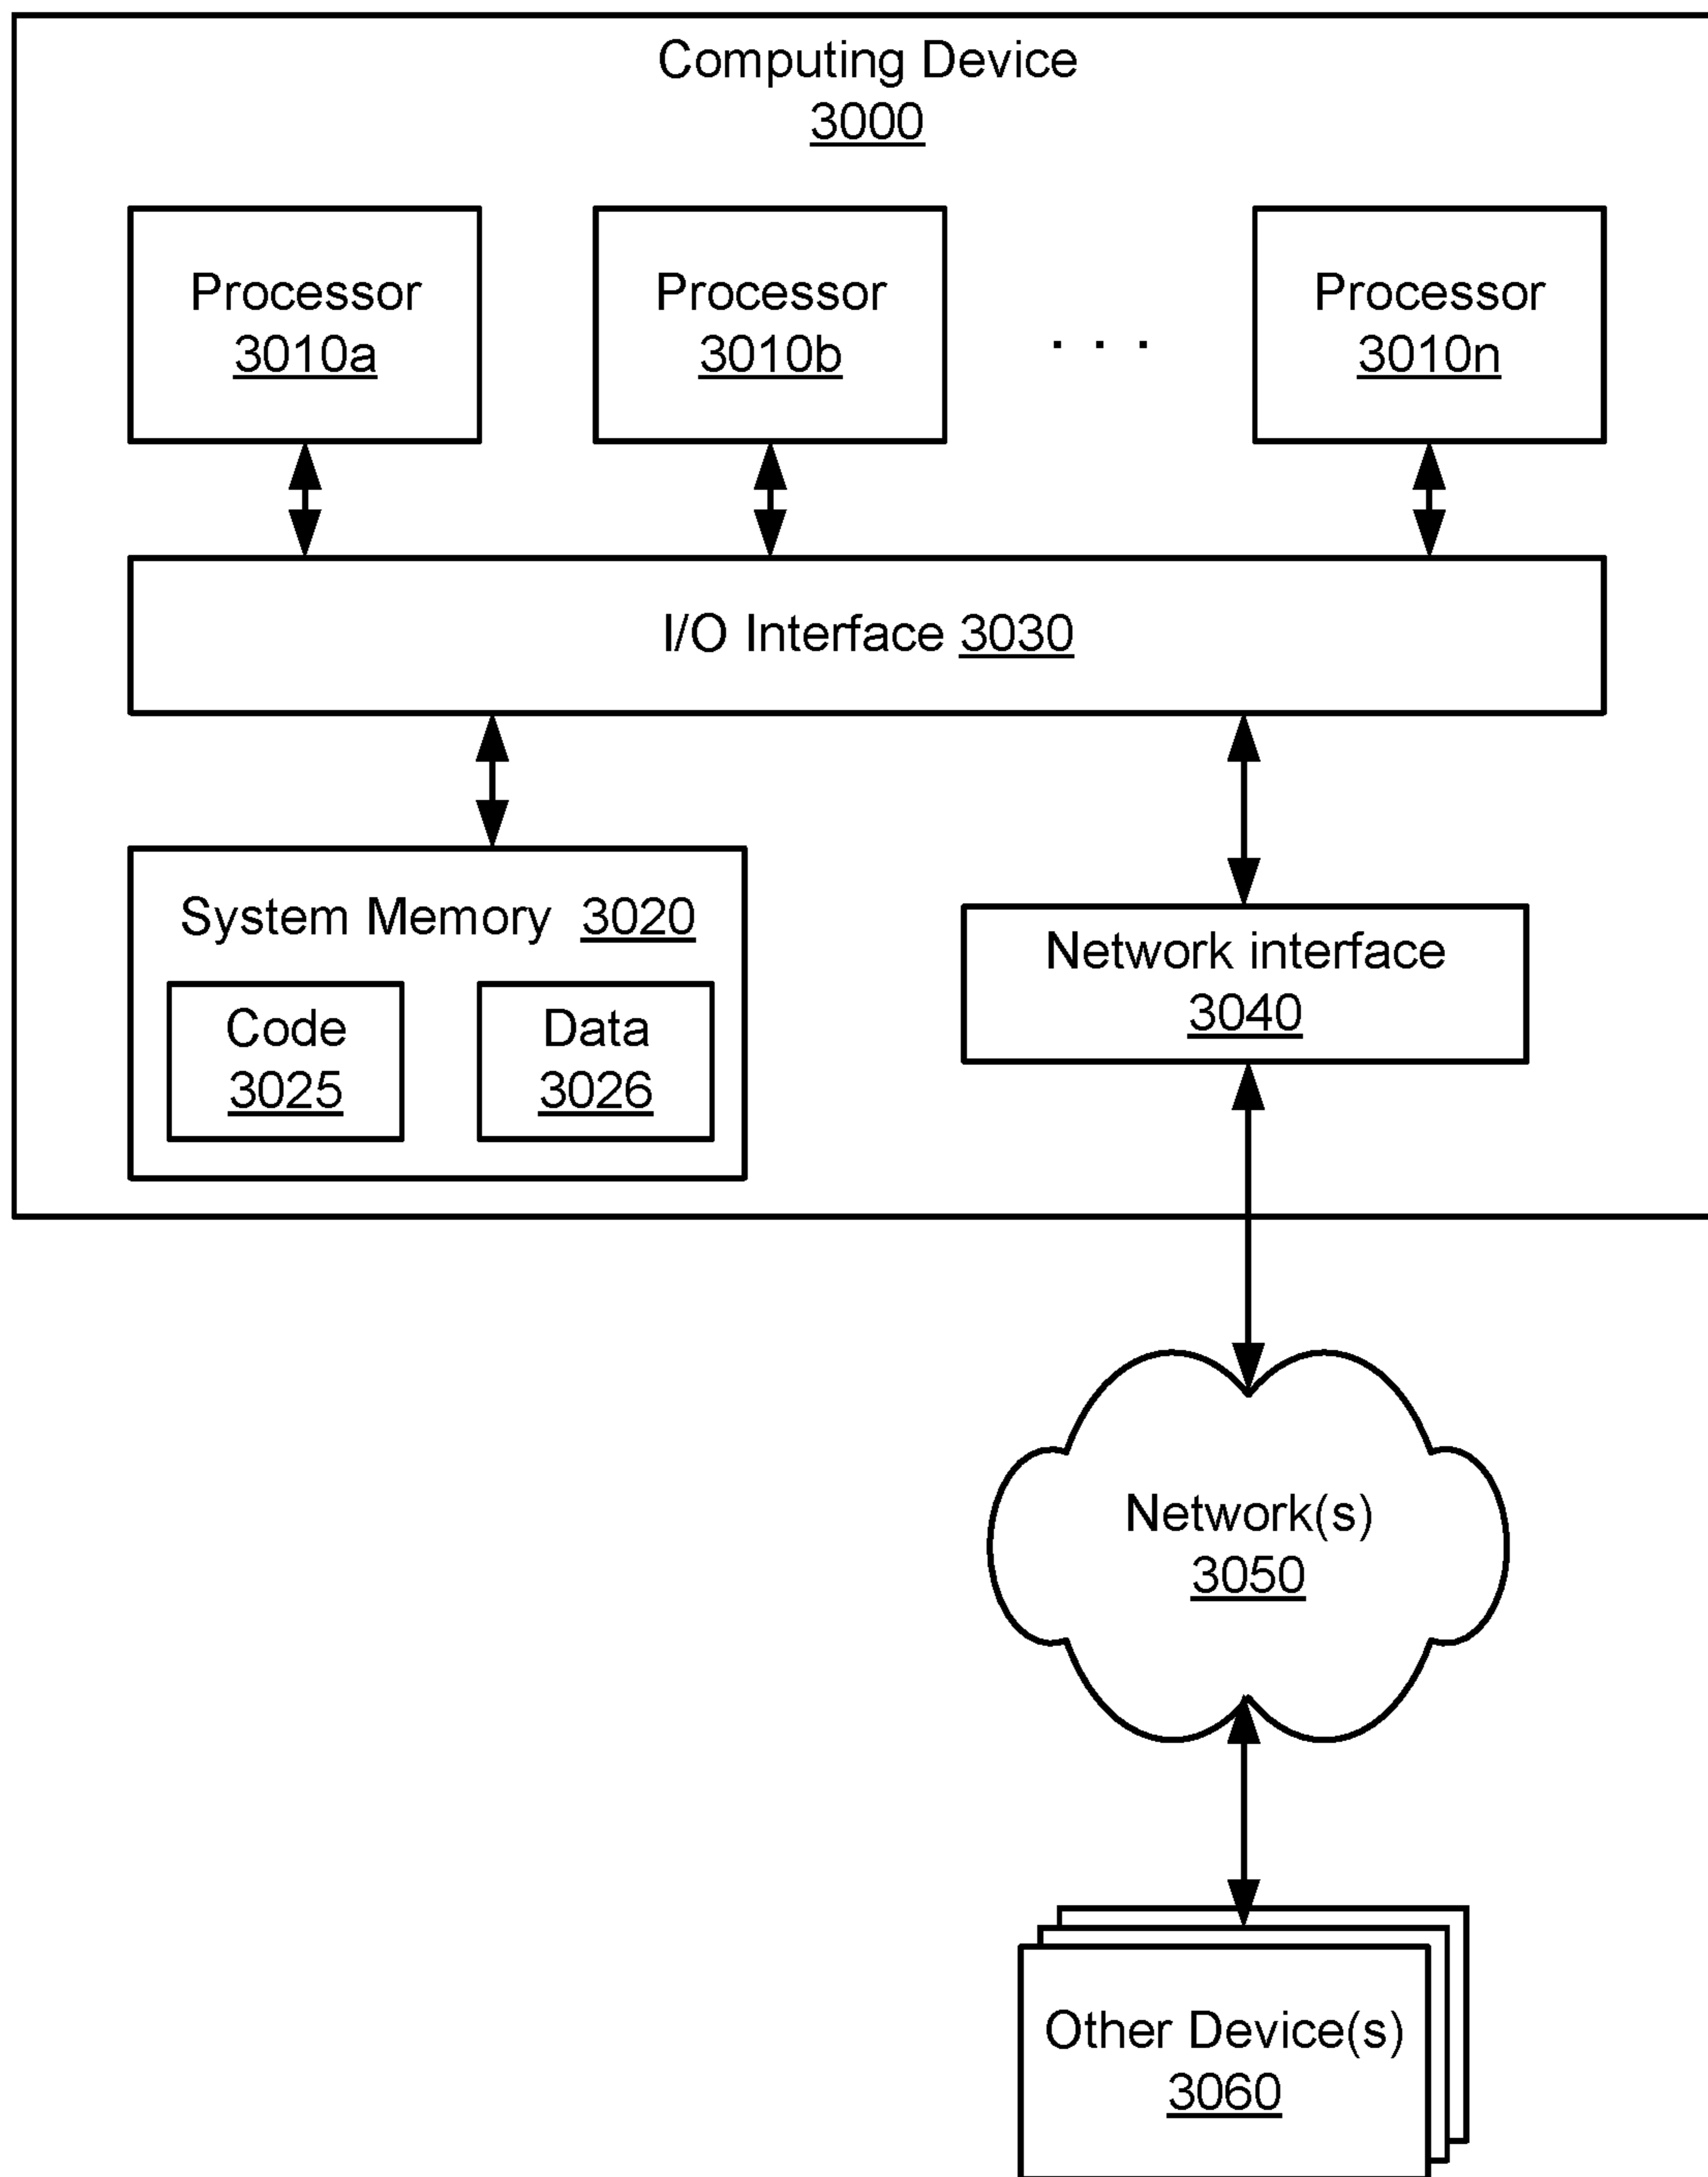 Computing Device
3000
Processor
3010a
Processor
3010b
. . .
Processor
3010n
I/O Interface 3030
System Memory 3020
Code
3025
Data
3026
Network interface
3040
Network(s)
3050
Other Device(s)
3060